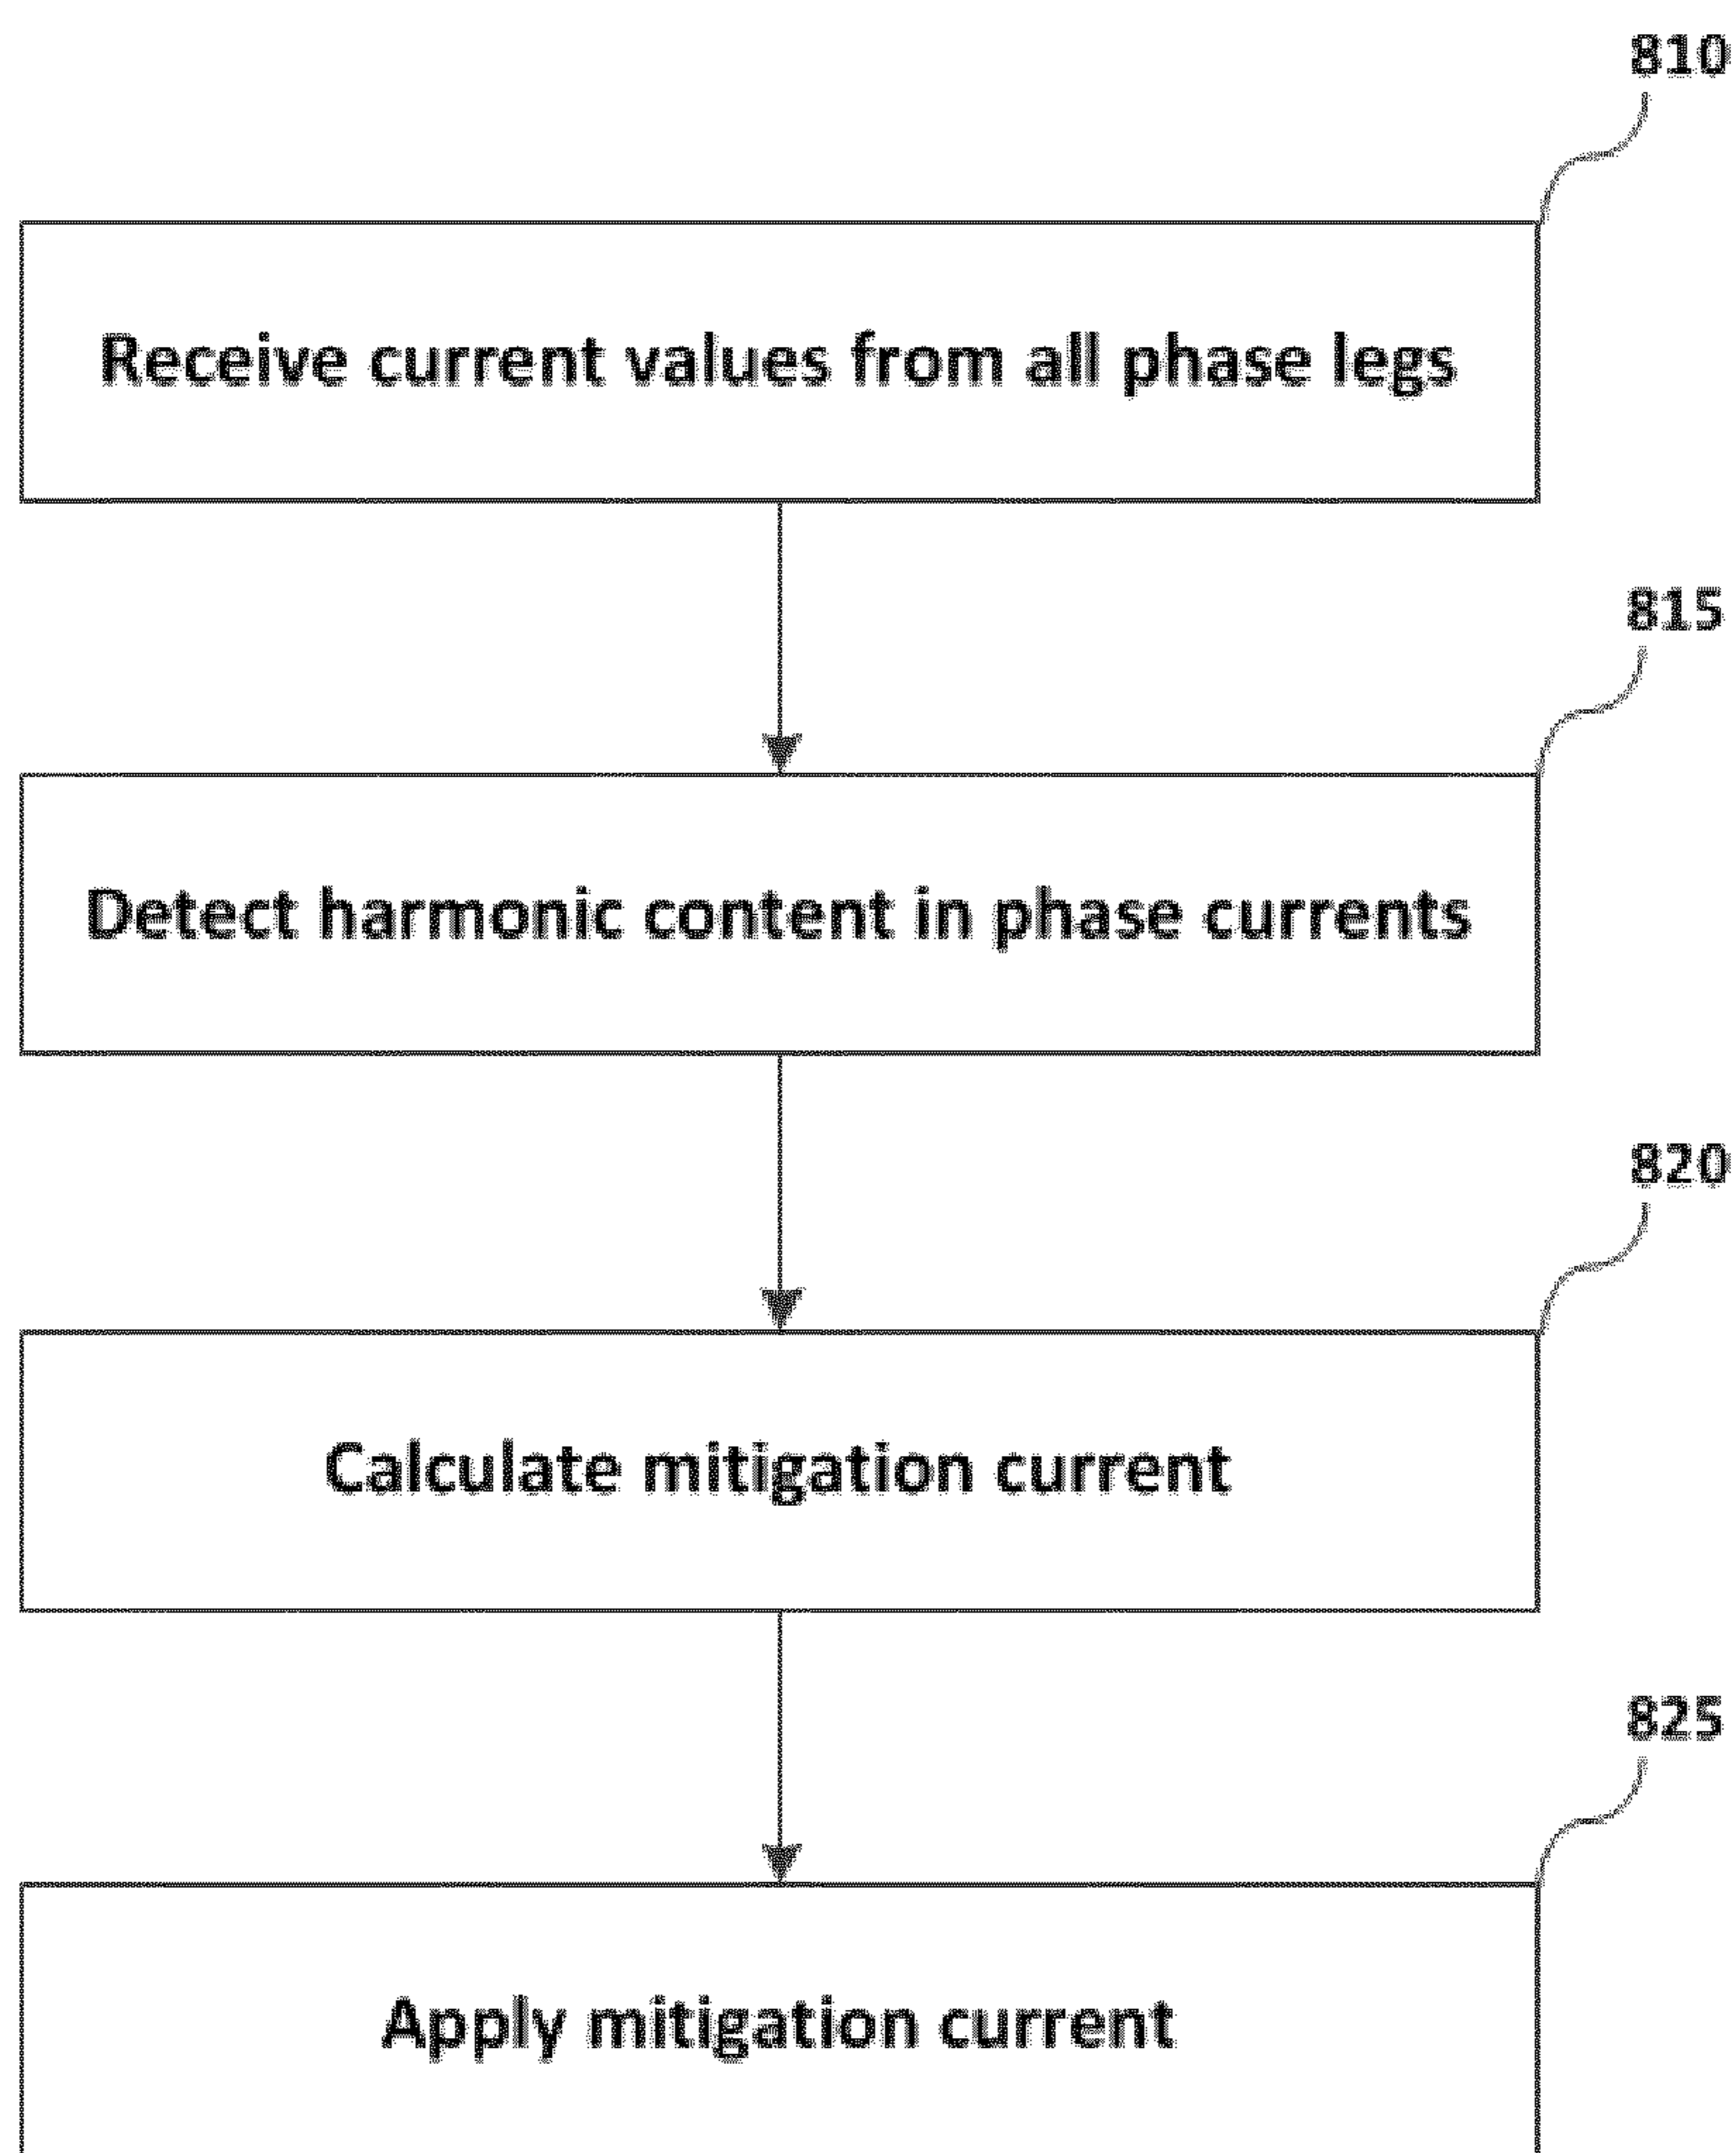 810
Receive current values from all phase legs
815
Detect harmonic content in phase currents
820
Calculate mitigation current
825
Apply mitigation current